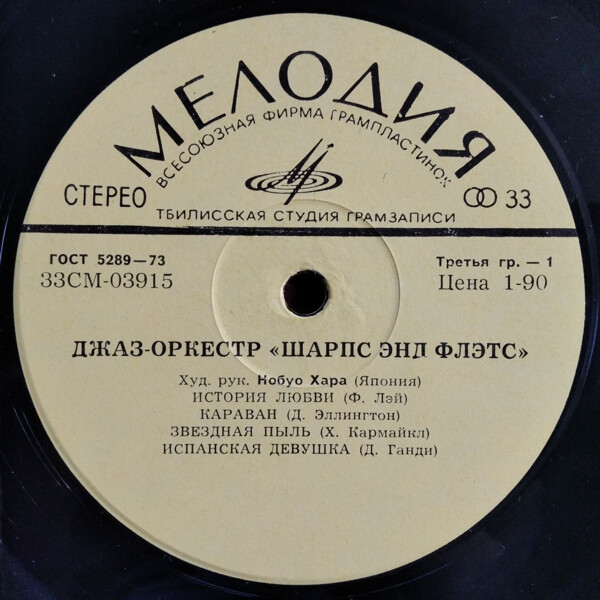 МЕЛОДИЯ
ВСЕСОЮЗНАЯ ФИРМА ГРАМПЛАСТИНОК
СТЕРЕО 33
ТБИЛИССКАЯ СТУДИЯ ГРАМЗАПИСИ
ГОСТ 5289—73 Третья гр. — 1
33СМ-03915 Цена 1-90
ДЖАЗ-ОРКЕСТР «ШАРПС ЭНД ФЛЭТС»
Худ. рук. Нобуо Хара (Япония)
ИСТОРИЯ ЛЮБВИ (Ф. Лэй)
КАРАВАН (Д. Эллингтон)
ЗВЕЗДНАЯ ПЫЛЬ (Х. Кармайкл)
ИСПАНСКАЯ ДЕВУШКА (Д. Ганди)